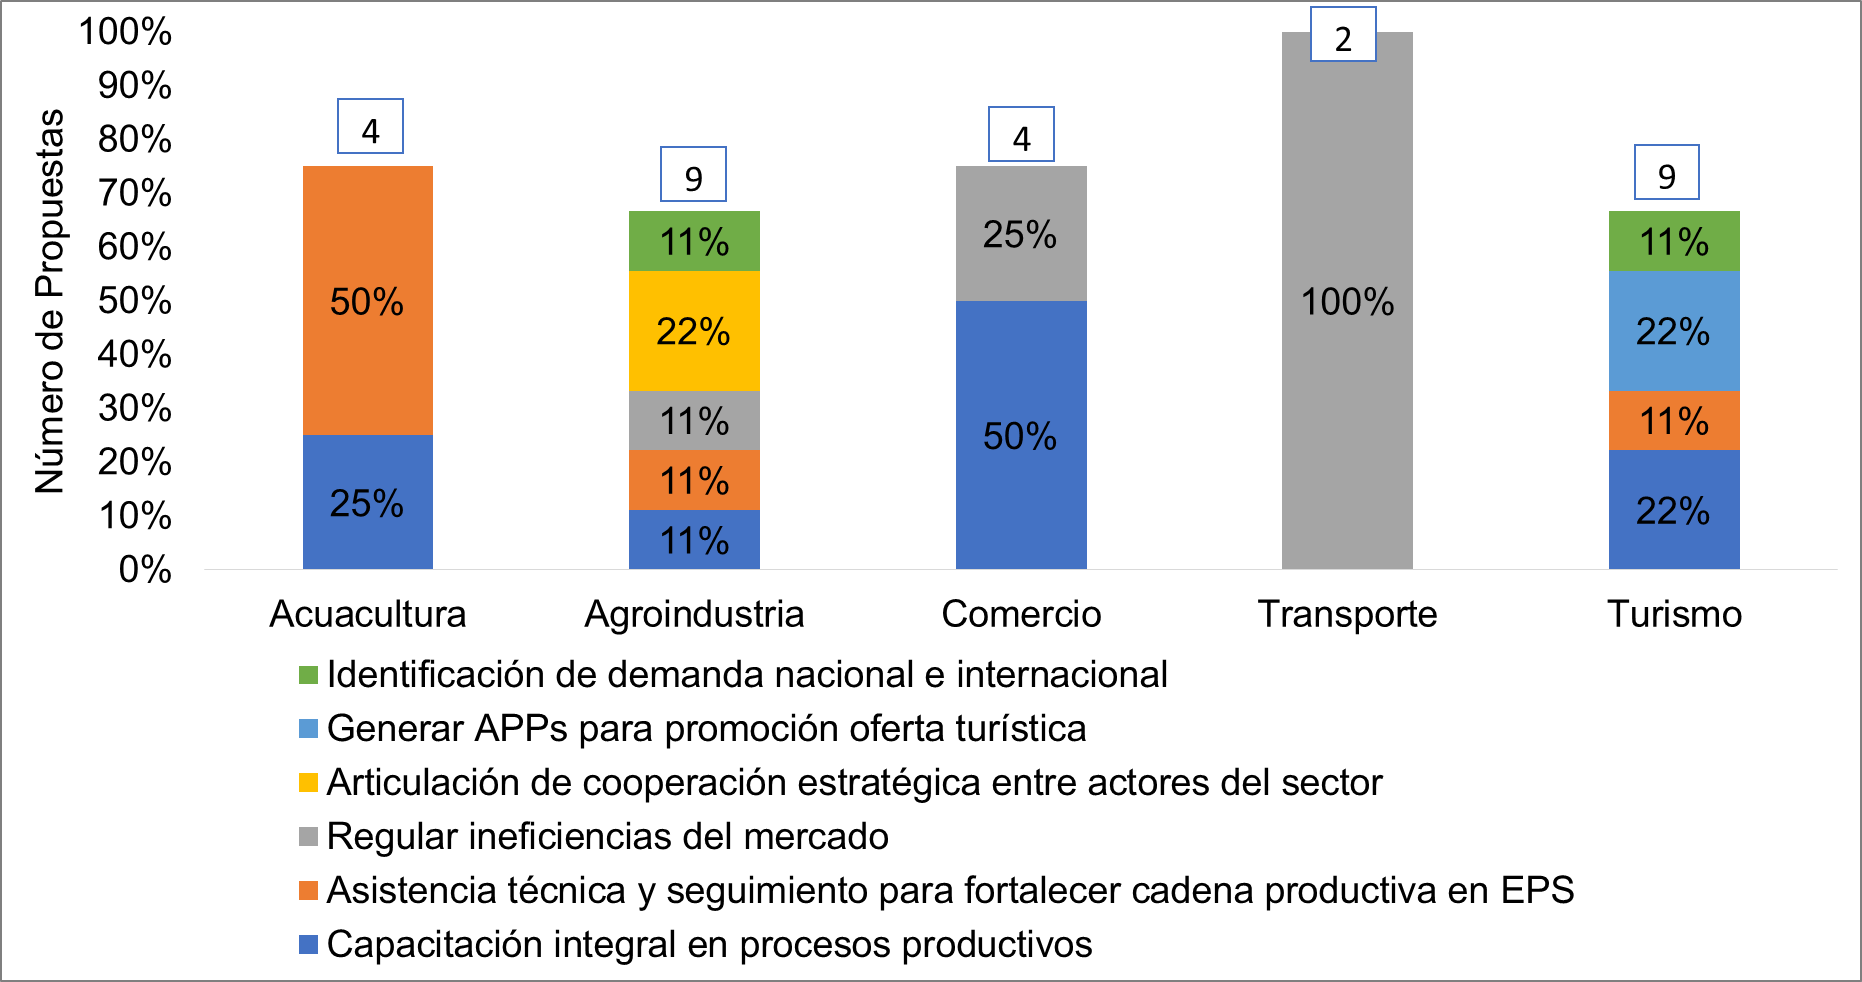 Número de Propuestas
100%
90%
80%
70%
60%
50%
40%
30%
20%
10%
0%
4
50%
25%
9
11%
22%
11%
11%
11%
4
25%
50%
2
100%
9
11%
22%
11%
22%
Acuacultura
Agroindustria
Comercio
Transporte
Turismo
Identificación de demanda nacional e internacional
Generar APPs para promoción oferta turística
Articulación de cooperación estratégica entre actores del sector
Regular ineficiencias del mercado
Asistencia técnica y seguimiento para fortalecer cadena productiva en EPS
Capacitación integral en procesos productivos